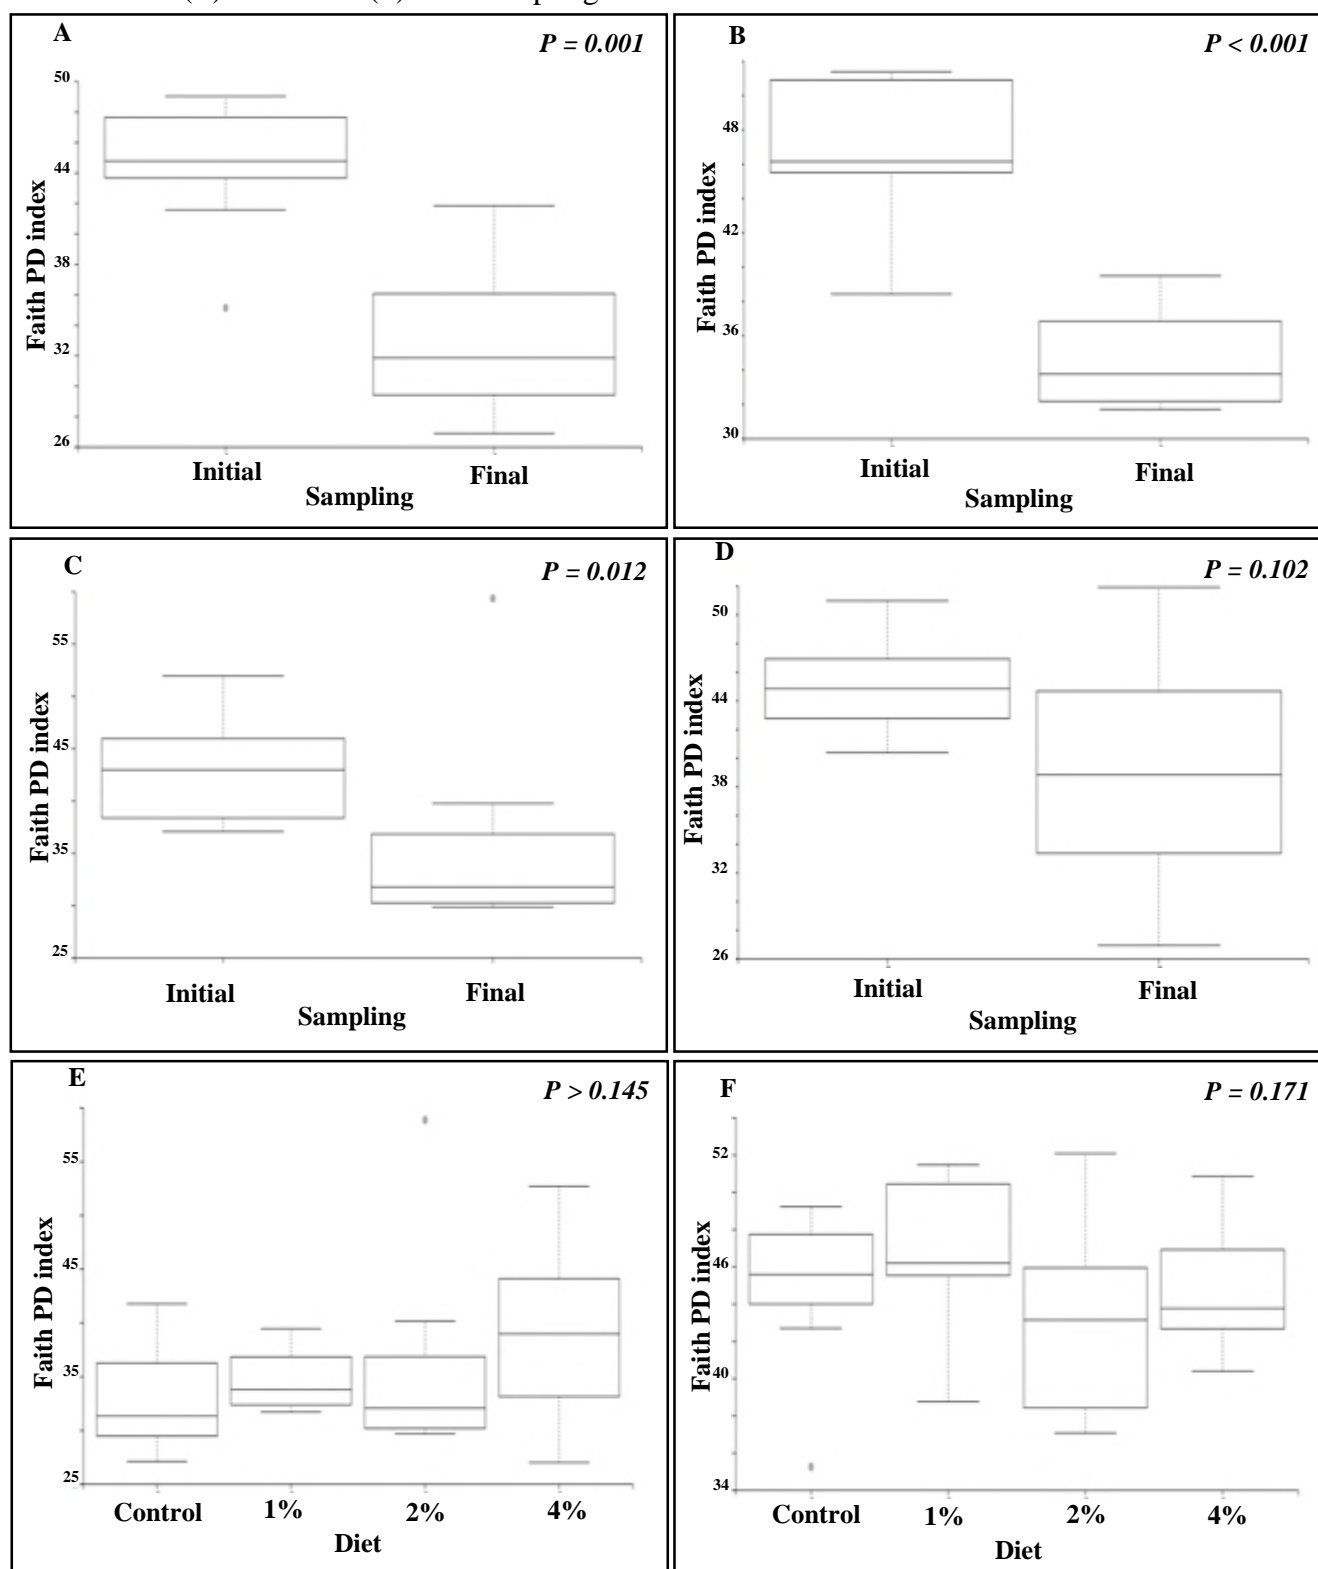 A
P = 0.001
50
44
38
32
26
Faith PD index
Initial
Final
Sampling
B
P < 0.001
48
42
36
30
Faith PD index
Initial
Final
Sampling
C
P = 0.012
55
45
35
25
Faith PD index
Initial
Final
Sampling
D
P = 0.102
50
44
38
32
26
Faith PD index
Initial
Final
Sampling
E
P > 0.145
55
45
35
25
Faith PD index
Control
1%
2%
4%
Diet
F
P = 0.171
52
46
40
34
Faith PD index
Control
1%
2%
4%
Diet